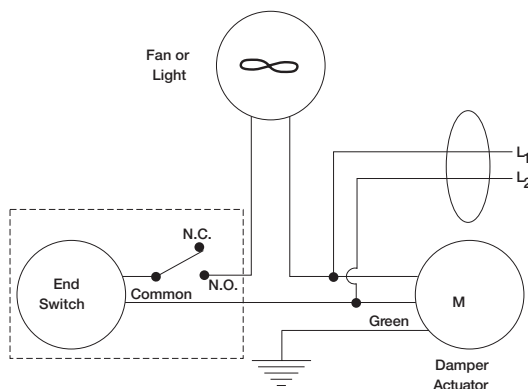 Fan or
Light
L1
L2
N.C.
N.O.
End
Switch
Common
M
Green
Damper
Actuator